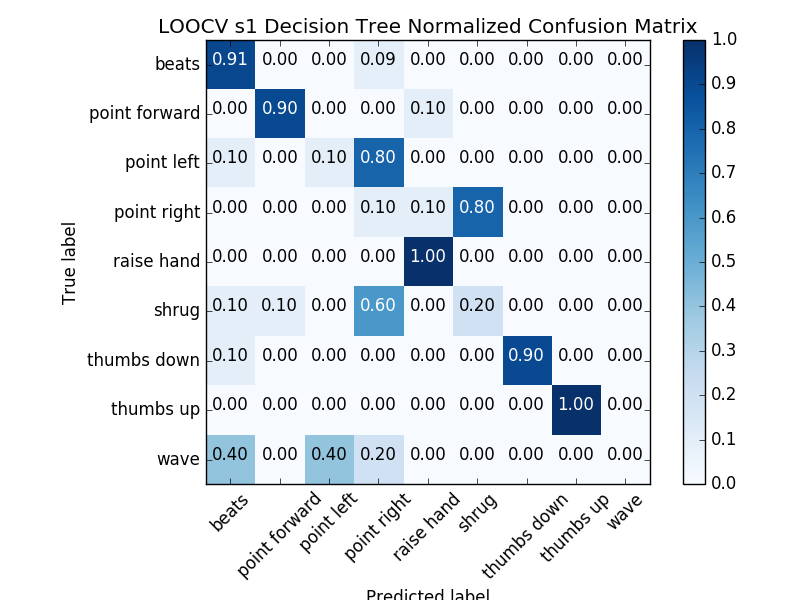 LOOCV s1 Decision Tree Normalized Confusion Matrix
beats 0.91 0.00 0.00 0.09 0.00 0.00 0.00 0.00 0.00
point forward 0.00 0.90 0.00 0.00 0.10 0.00 0.00 0.00 0.00
point left 0.10 0.00 0.10 0.80 0.00 0.00 0.00 0.00 0.00
point right 0.00 0.00 0.00 0.10 0.10 0.80 0.00 0.00 0.00
raise hand 0.00 0.00 0.00 0.00 1.00 0.00 0.00 0.00 0.00
shrug 0.10 0.10 0.00 0.60 0.00 0.20 0.00 0.00 0.00
thumbs down 0.10 0.00 0.00 0.00 0.00 0.00 0.90 0.00 0.00
thumbs up 0.00 0.00 0.00 0.00 0.00 0.00 0.00 1.00 0.00
wave 0.40 0.00 0.40 0.20 0.00 0.00 0.00 0.00 0.00
True label
beats
point forward
point left
point right
raise hand
shrug
thumbs down
thumbs up
wave
Predicted label
1.0
0.9
0.8
0.7
0.6
0.5
0.4
0.3
0.2
0.1
0.0